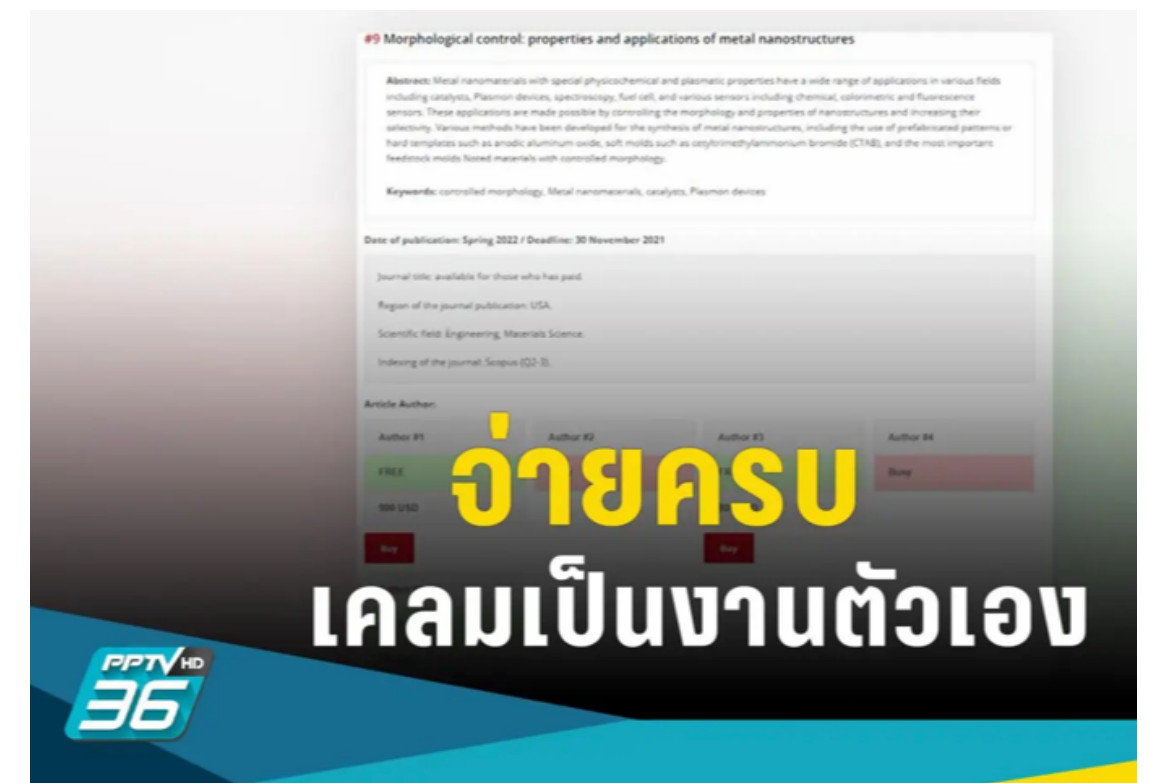 #9 Morphological control: properties and applications of metal nanostructures
Abstract: Metal nanomaterials with special physicochemical and plasmatic properties have a wide range of applications in various fields
including catalysts, Plasmon devices, spectroscopy, fuel cell, and various sensors including chemical, colorimetric and fluorescence
sensors. These applications are made possible by controlling the morphology and properties of nanostructures and increasing their
selectivity. Various methods have been developed for the synthesis of metal nanostructures, including the use of prefabricated patterns or
hard templates such as anodic aluminum oxide, soft molds such as cetyltrimethylammonium bromide (CTAB), and the most important
feedstock molds Noted materials with controlled morphology.
Keywords: controlled morphology, Metal nanomaterials, catalysts, Plasmon devices
Date of publication: Spring 2022 / Deadline: 30 November 2021
Journal title: available for those who has paid.
Region of the journal publication: USA.
Scientific field: Engineering, Materials Science.
Indexing of the journal: Scopus (Q2-3).
Article Author:
Author #1 Author #2 Author #3 Author #4
FREE Busy
900 USD
Buy Buy
จ่ายครบ
เคลมเป็นงานตัวเอง
PPTV HD
36